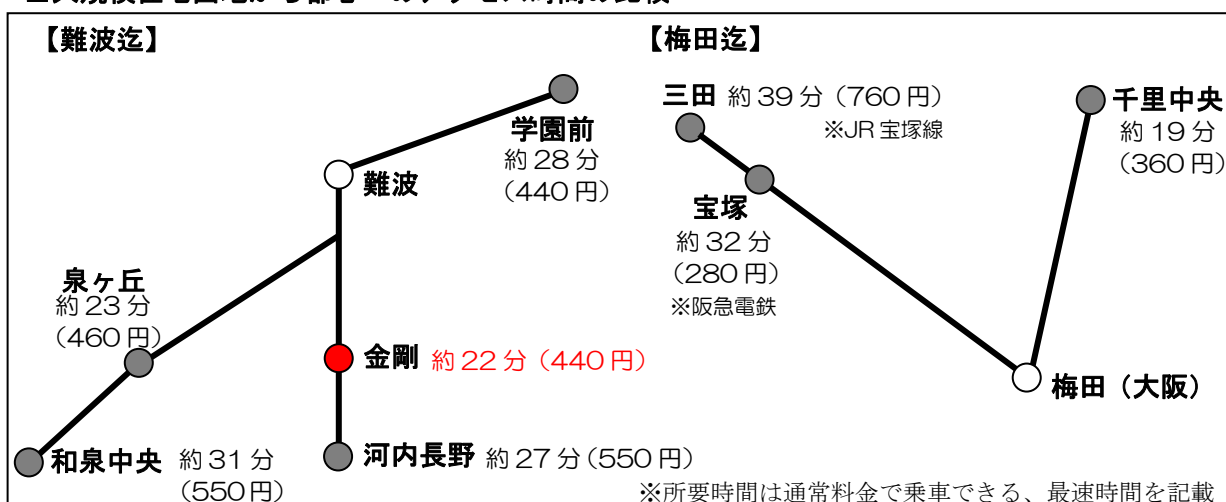 【難波迄】
学園前
約28分
(440円)
難波
泉ヶ丘
約23分
(460円)
金剛 約22分(440円)
和泉中央 約31分
(550円)
河内長野 約27分(550円)
【梅田迄】
三田 約39分(760円)
※JR宝塚線
宝塚
約32分
(280円)
※阪急電鉄
千里中央
約19分
(360円)
梅田(大阪)
※所要時間は通常料金で乗車できる、最速時間を記載